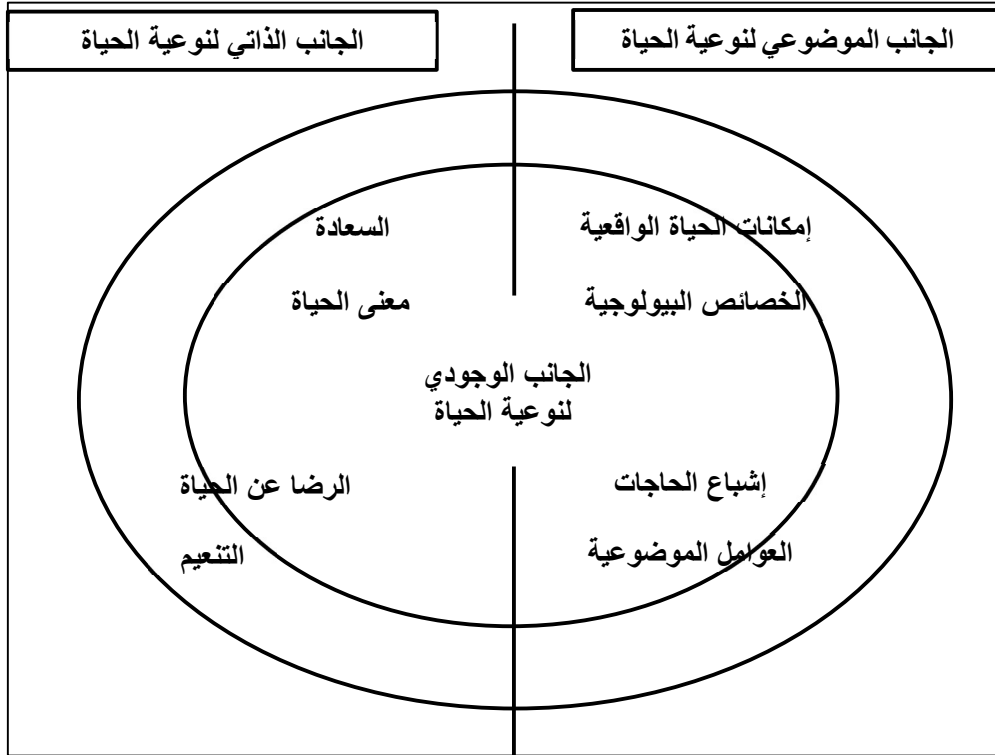 الجانب الموضوعي لنوعية الحياة
الجانب الذاتي لنوعية الحياة
إمكانات الحياة الواقعية
السعادة
الخصائص البيولوجية
معنى الحياة
الجانب الوجودي
لنوعية الحياة
إشباع الحاجات
الرضا عن الحياة
العوامل الموضوعية
التنعيم